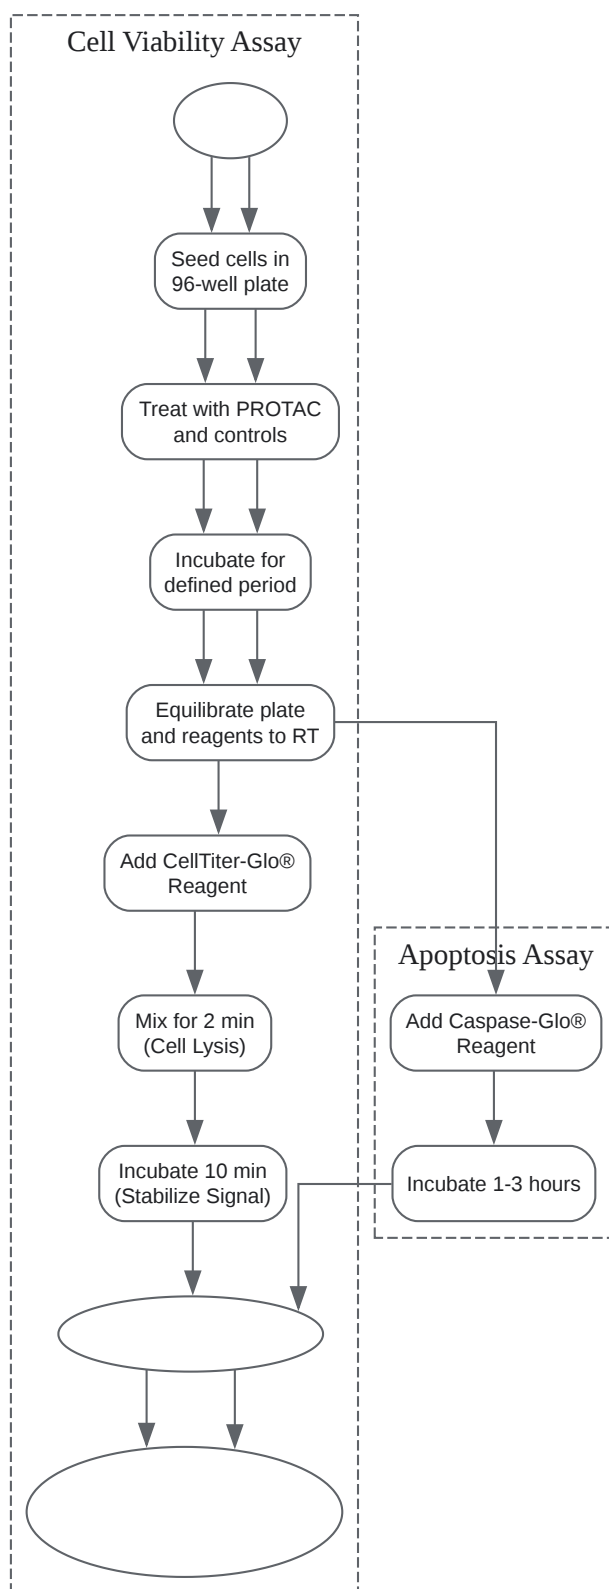 Cell Viability Assay
Seed cells in
96-well plate
Treat with PROTAC
and controls
Incubate for
defined period
Equilibrate plate
and reagents to RT
Add CellTiter-Glo®
Reagent
Mix for 2 min
(Cell Lysis)
Incubate 10 min
(Stabilize Signal)
Apoptosis Assay
Add Caspase-Glo®
Reagent
Incubate 1-3 hours